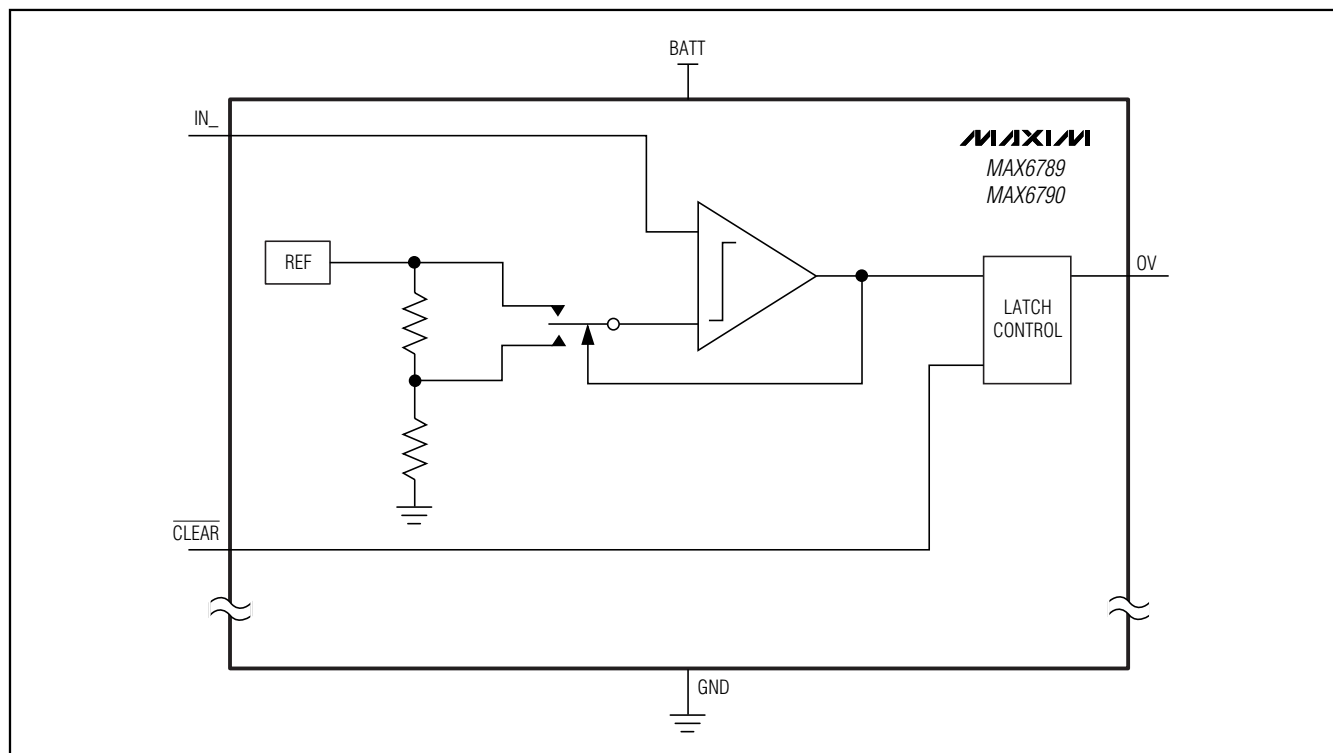 BATT
IN_
MAXIM
MAX6789
MAX6790
REF
OV
LATCH
CONTROL
CLEAR
GND